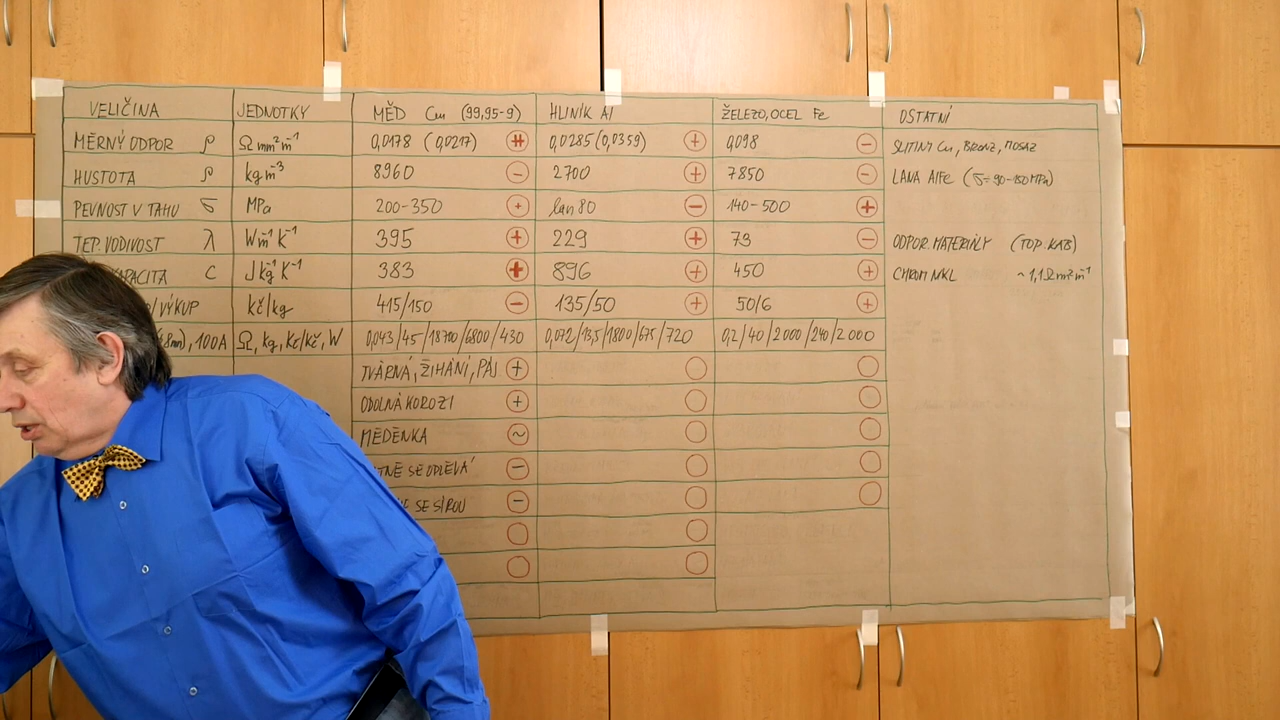 VELIČINA JEDNOTKY MĚĎ Cu (99,95-9) HLINÍK Al ŽELEZO, OCEL Fe OSTATNÍ
MĚRNÝ ODPOR ρ Ω mm² m⁻¹ 0,0178 (0,0217) 0,0285 (0,0359) + 0,098 - SLITINY Cu, BRONZ, MOSAZ
HUSTOTA ρ kg m⁻³ 8960 - 2700 + 7850 - LANA AlFe (σ ÷ 90-150 MPa)
PEVNOST V TAHU σ MPa 200-350 + lan 80 - 140-500 +
TEP. VODIVOST λ W m⁻¹ K⁻¹ 395 + 229 + 73 - ODPOR. MATERIÁLY (TOP. KAB)
KAPACITA C J kg⁻¹ K⁻¹ 383 + 896 + 450 + CHROM NIKL ~1,1 Ω mm² m⁻¹
/VÝKUP kč/kg 415/150 - 135/50 + 50/6 +
, 100A Ω, kg, Kč/kč, W 0,043/45/18700/6800/430 0,072/13,5/1800/675/720 0,2/40/2000/240/2000
TVÁRNÁ, ŽÍHÁNÍ, PÁS +
ODOLNÁ KOROZI +
MĚDĚNKA ~
SE ODLÉVÁ -
SE SÍROU -